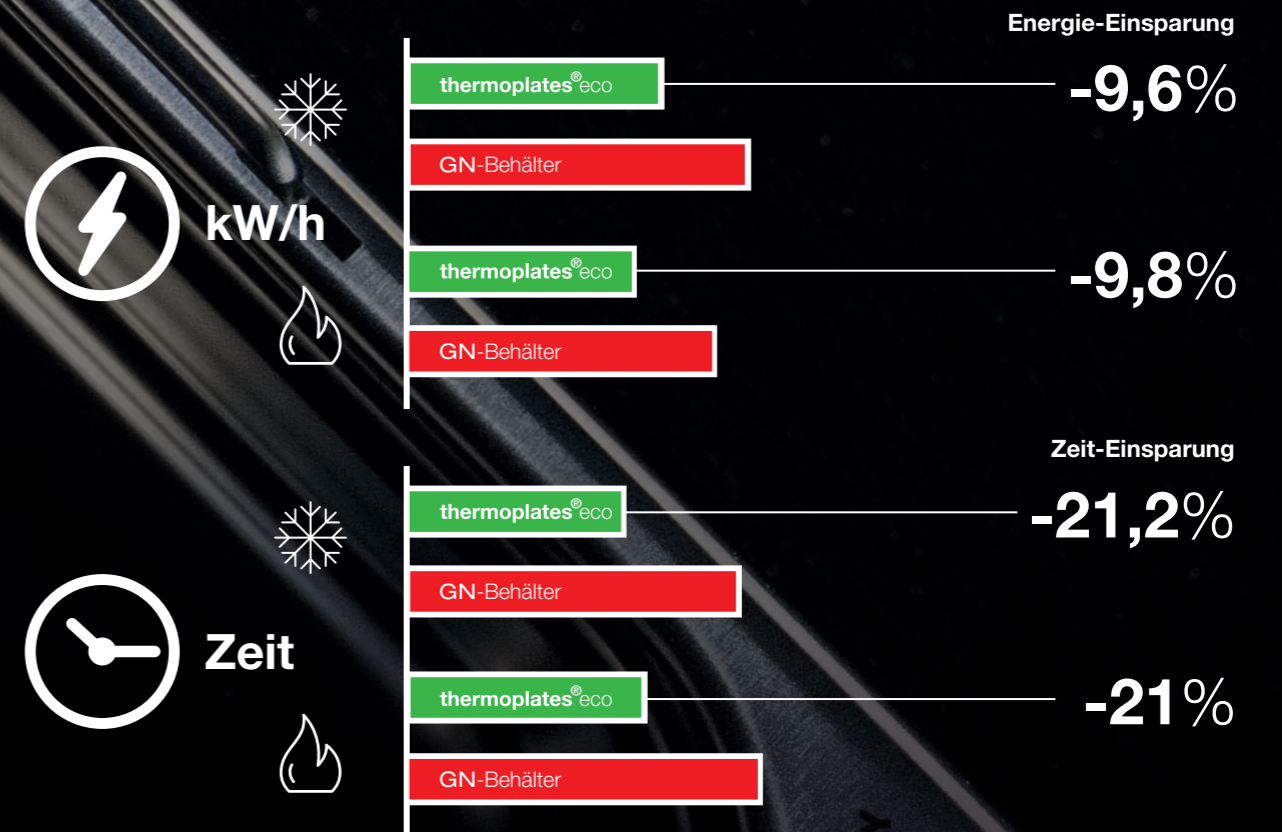 Energie-Einsparung
thermoplates®eco
-9,6%
GN-Behälter
kW/h
thermoplates®eco
-9,8%
GN-Behälter
Zeit-Einsparung
thermoplates®eco
-21,2%
GN-Behälter
Zeit
thermoplates®eco
-21%
GN-Behälter